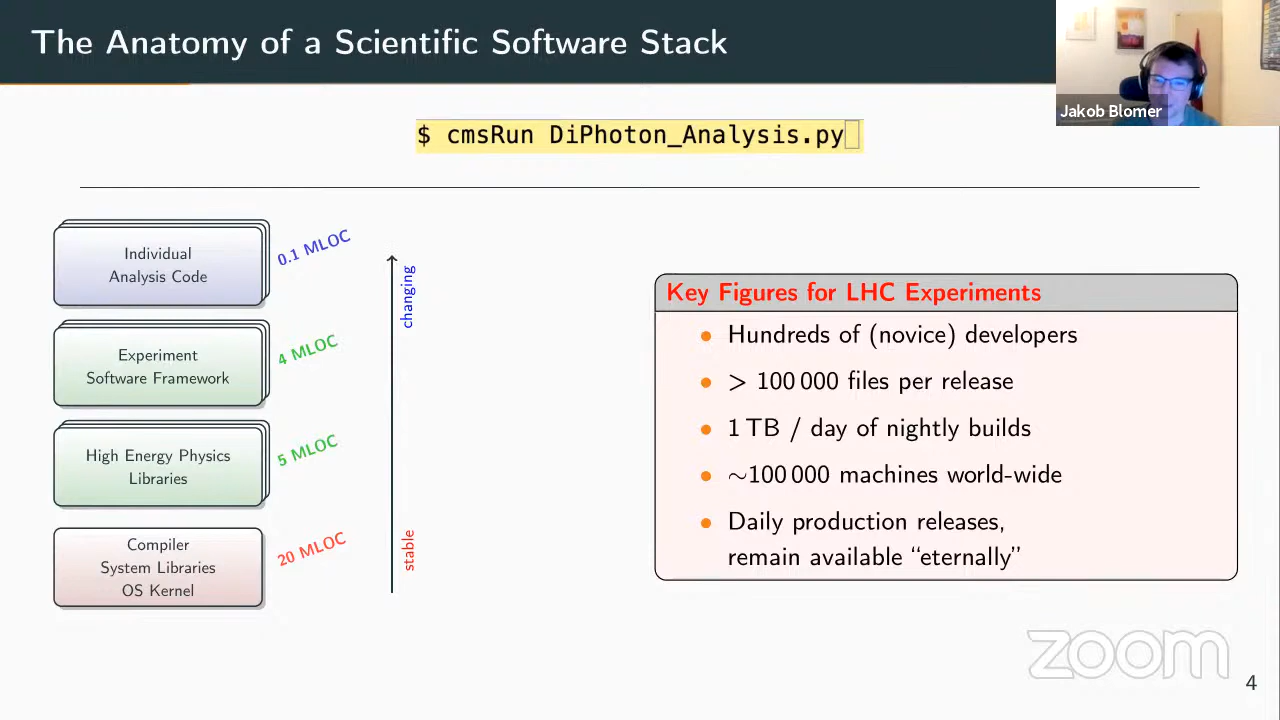 The Anatomy of a Scientific Software Stack
Jakob Blomer
$ cmsRun DiPhoton_Analysis.py
Individual
Analysis Code
0.1 MLOC
Experiment
Software Framework
4 MLOC
High Energy Physics
Libraries
5 MLOC
Compiler
System Libraries
OS Kernel
20 MLOC
changing
stable
Key Figures for LHC Experiments
• Hundreds of (novice) developers
• > 100 000 files per release
• 1 TB / day of nightly builds
• ~100 000 machines world-wide
• Daily production releases,
remain available “eternally”
zoom
4